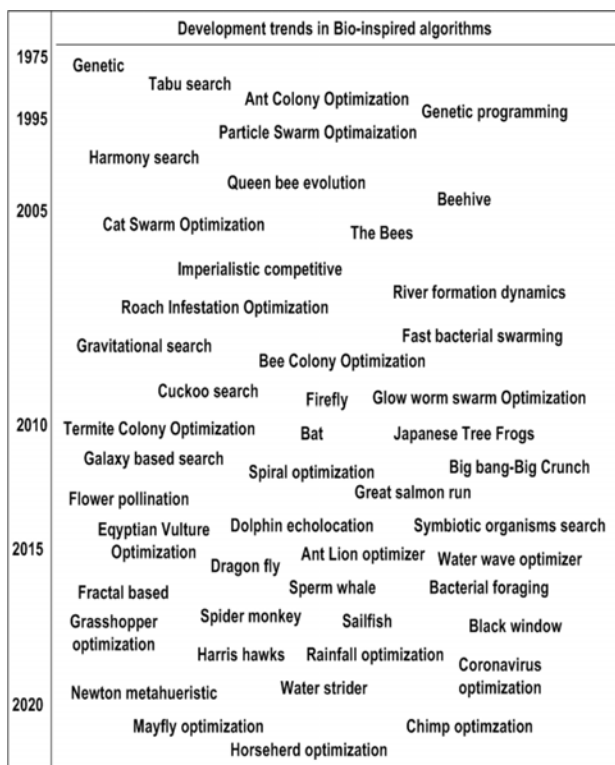 Development trends in Bio-inspired algorithms
1975
Genetic
Tabu search
Ant Colony Optimization
Genetic programming
1995
Particle Swarm Optimaization
Harmony search
Queen bee evolution
Beehive
2005
Cat Swarm Optimization
The Bees
Imperialistic competitive
River formation dynamics
Roach Infestation Optimization
Fast bacterial swarming
Gravitational search
Bee Colony Optimization
Cuckoo search
Firefly
Glow worm swarm Optimization
2010
Termite Colony Optimization
Bat
Japanese Tree Frogs
Galaxy based search
Spiral optimization
Big bang-Big Crunch
Great salmon run
Flower pollination
Eqyptian Vulture
Optimization
Dolphin echolocation
Symbiotic organisms search
2015
Dragon fly
Ant Lion optimizer
Water wave optimizer
Fractal based
Sperm whale
Bacterial foraging
Grasshopper
optimization
Spider monkey
Sailfish
Black window
Harris hawks
Rainfall optimization
Coronavirus
optimization
Newton metahueristic
Water strider
2020
Mayfly optimization
Chimp optimzation
Horseherd optimization